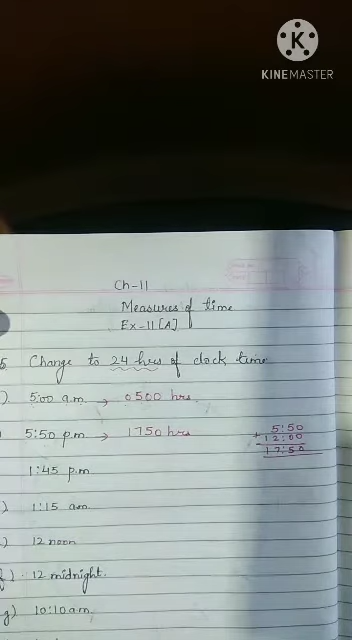 K
KINEMASTER
Ch-11
Measures of time
Ex-11[A]
5 Change to 24 hrs of clock time
) 5:00 a.m. → 0500 hrs.
5:50 p.m → 1750 hrs
5:50
+ 12:00
17:50
1:45 p.m
) 1:15 am
) 12 noon
f) 12 midnight.
g) 10:10 a.m.